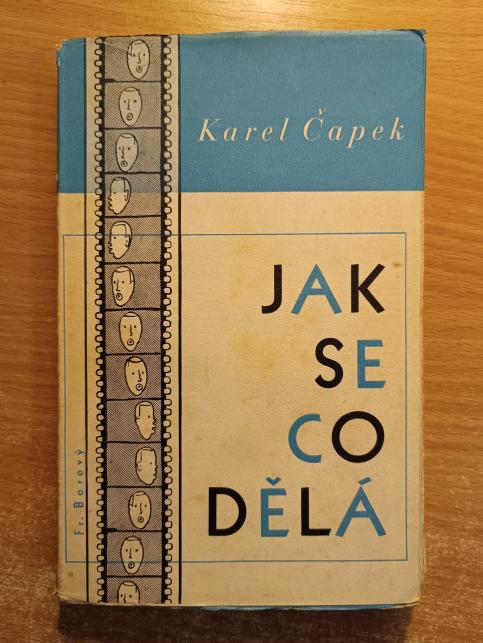 Karel Čapek
JAK
SE
CO
DĚLÁ
Fr. Borový